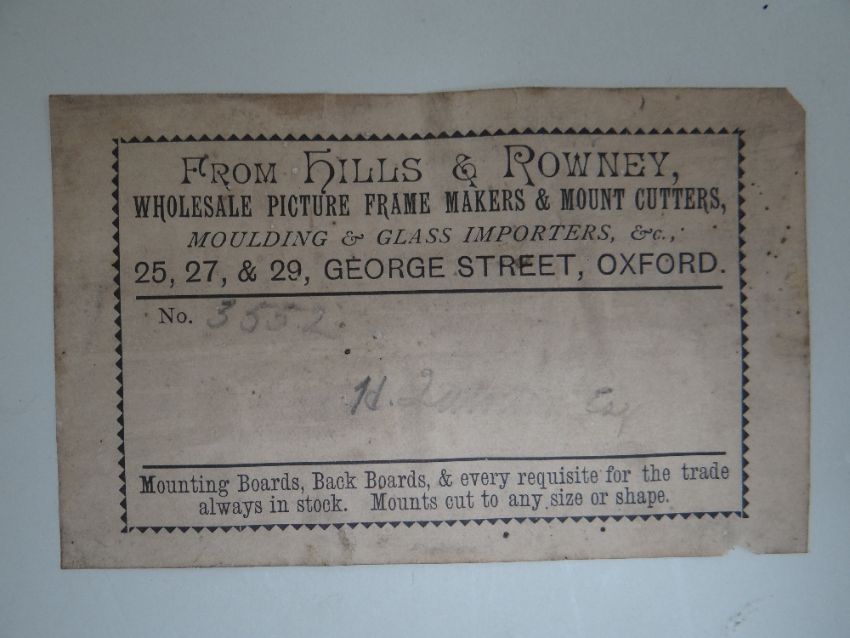 FROM HILLS & ROWNEY,
WHOLESALE PICTURE FRAME MAKERS & MOUNT CUTTERS,
MOULDING & GLASS IMPORTERS, &c.,
25, 27, & 29, GEORGE STREET, OXFORD.
No. 3552.
H. Esq
Mounting Boards, Back Boards, & every requisite for the trade
always in stock. Mounts cut to any size or shape.